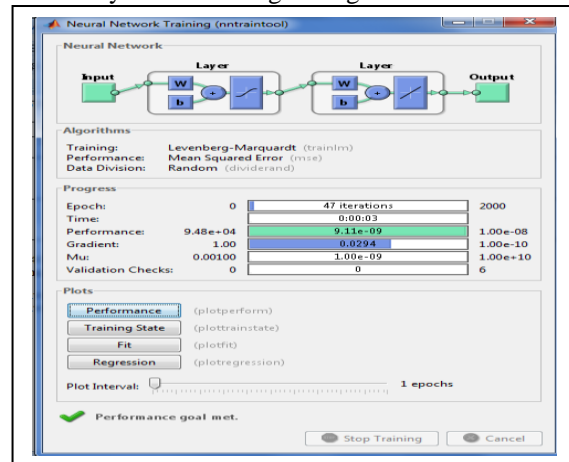 Neural Network Training (nntraintool)
Neural Network
Layer Layer
Input Output
W W
b b
+ +
Algorithms
Training: Levenberg-Marquardt (trainlm)
Performance: Mean Squared Error (mse)
Data Division: Random (dividerand)
Progress
Epoch: 0 47 iterations 2000
Time: 0:00:03
Performance: 9.48e+04 9.11e-09 1.00e-08
Gradient: 1.00 0.0294 1.00e-10
Mu: 0.00100 1.00e-09 1.00e+10
Validation Checks: 0 0 6
Plots
Performance (plotperform)
Training State (plottrainstate)
Fit (plotfit)
Regression (plotregression)
Plot Interval: 1 epochs
Performance goal met.
Stop Training Cancel